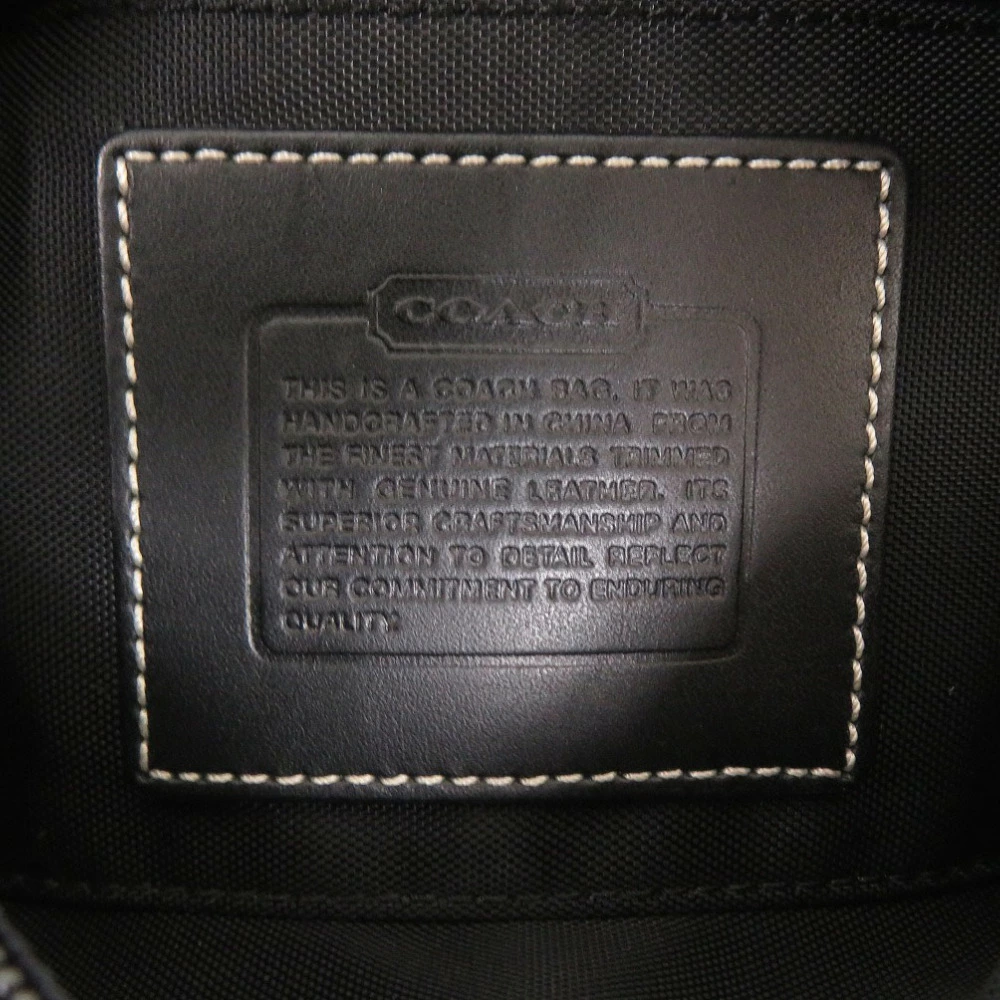 COACH
THIS IS A COACH BAG. IT WAS
HANDCRAFTED IN CHINA FROM
THE FINEST MATERIALS TRIMMED
WITH GENUINE LEATHER. ITS
SUPERIOR CRAFTSMANSHIP AND
ATTENTION TO DETAIL REFLECT
OUR COMMITMENT TO ENDURING
QUALITY.